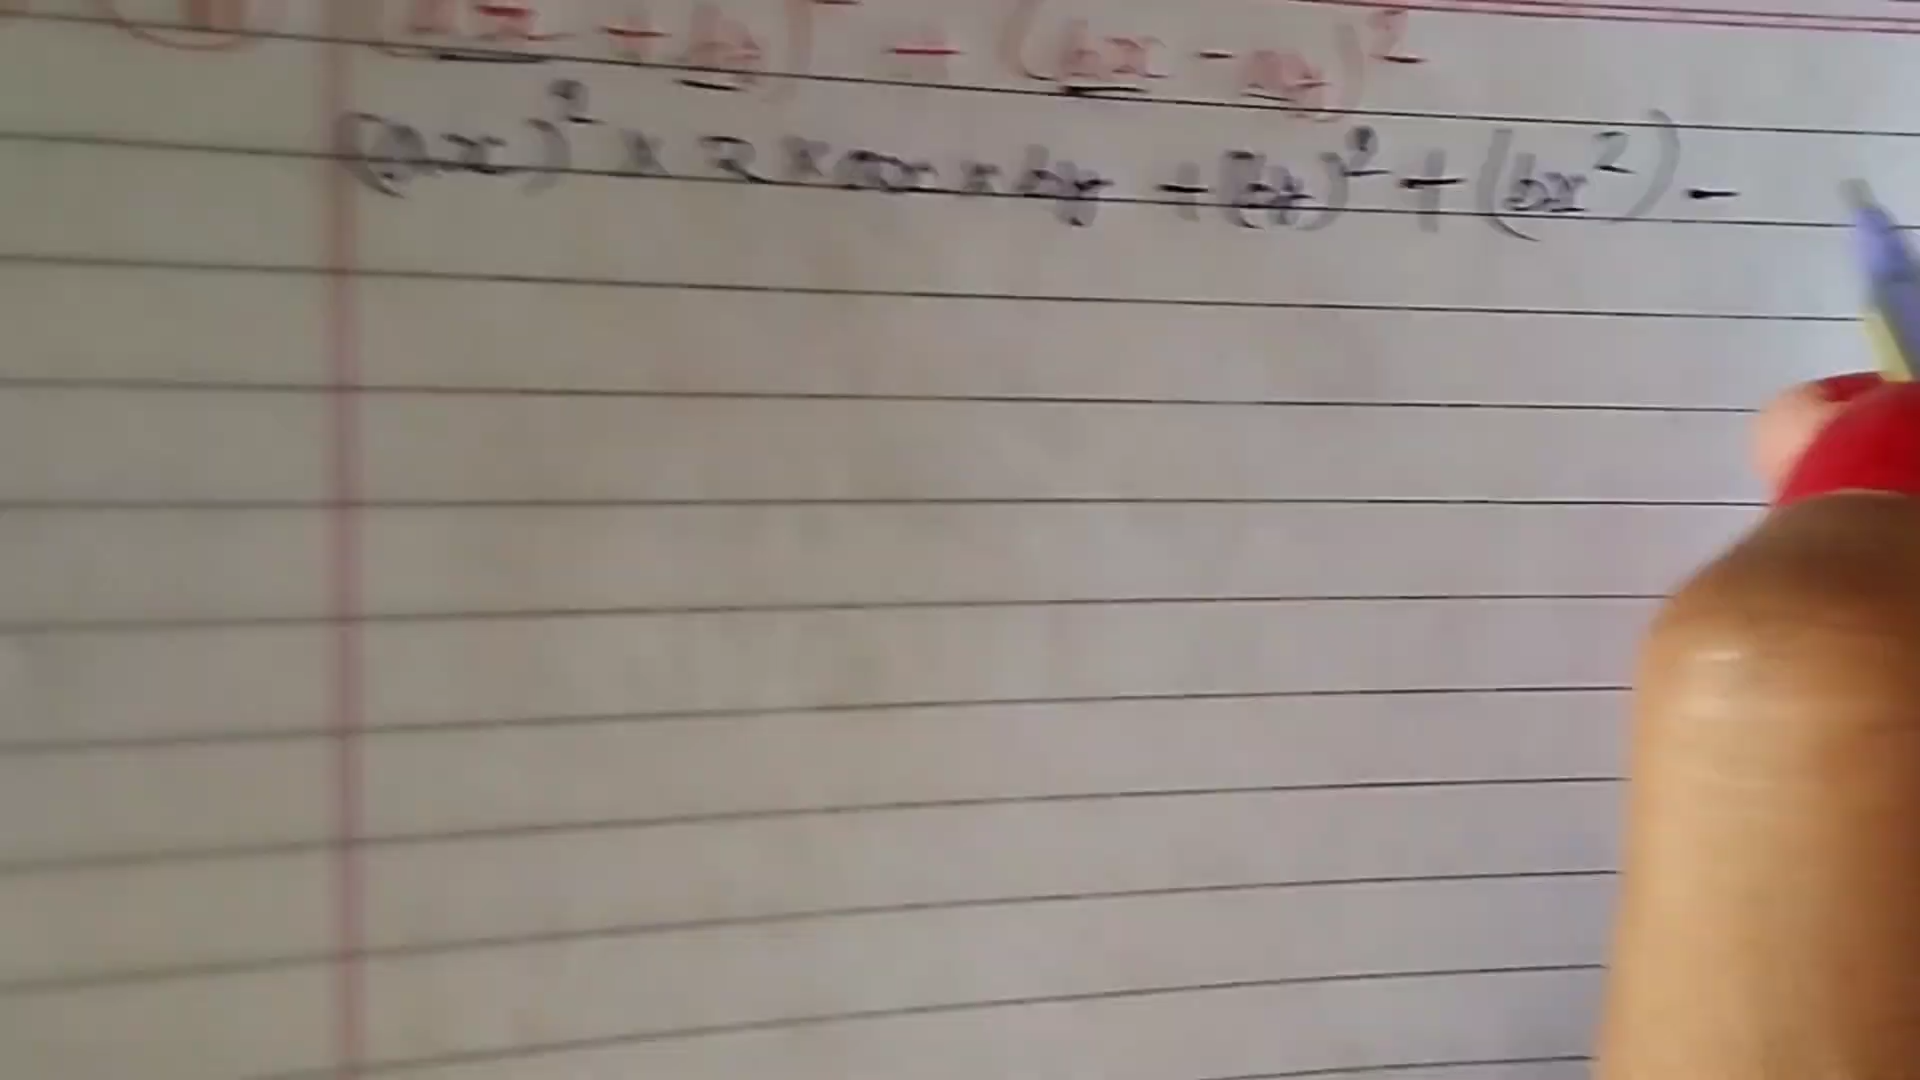 (ax + by)² + (bx - ay)²
(ax)² × 2 × ax × by + (by)² + (bx²) -